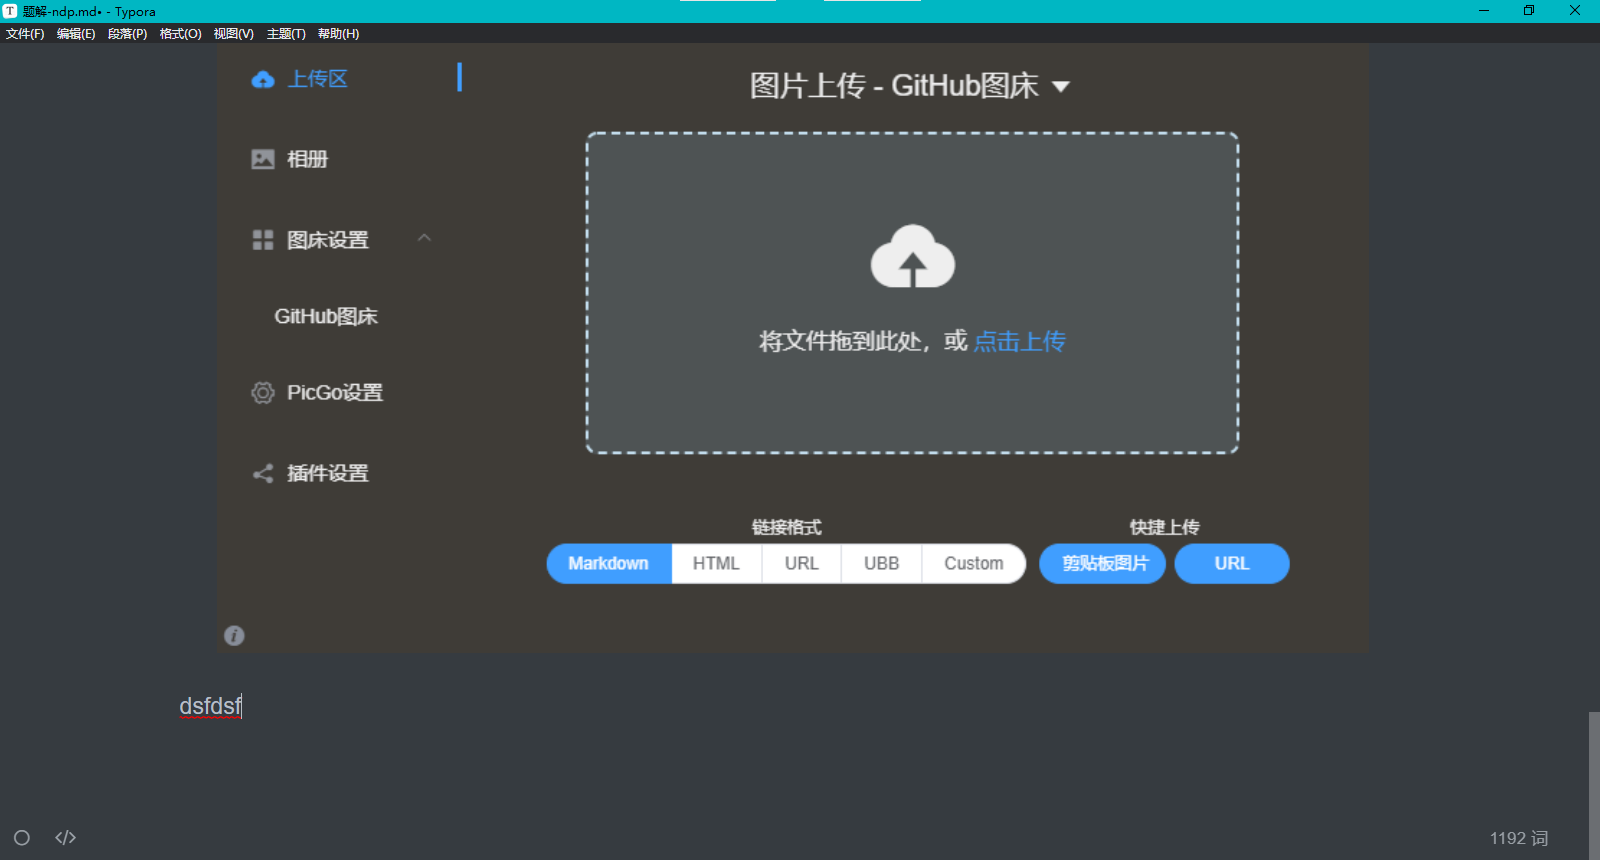 题解-ndp.md• - Typora
文件(F) 编辑(E) 段落(P) 格式(O) 视图(V) 主题(T) 帮助(H)
上传区
图片上传 - GitHub图床
相册
图床设置
GitHub图床
将文件拖到此处，或 点击上传
PicGo设置
插件设置
链接格式 快捷上传
Markdown HTML URL UBB Custom 剪贴板图片 URL
dsfdsf
1192 词